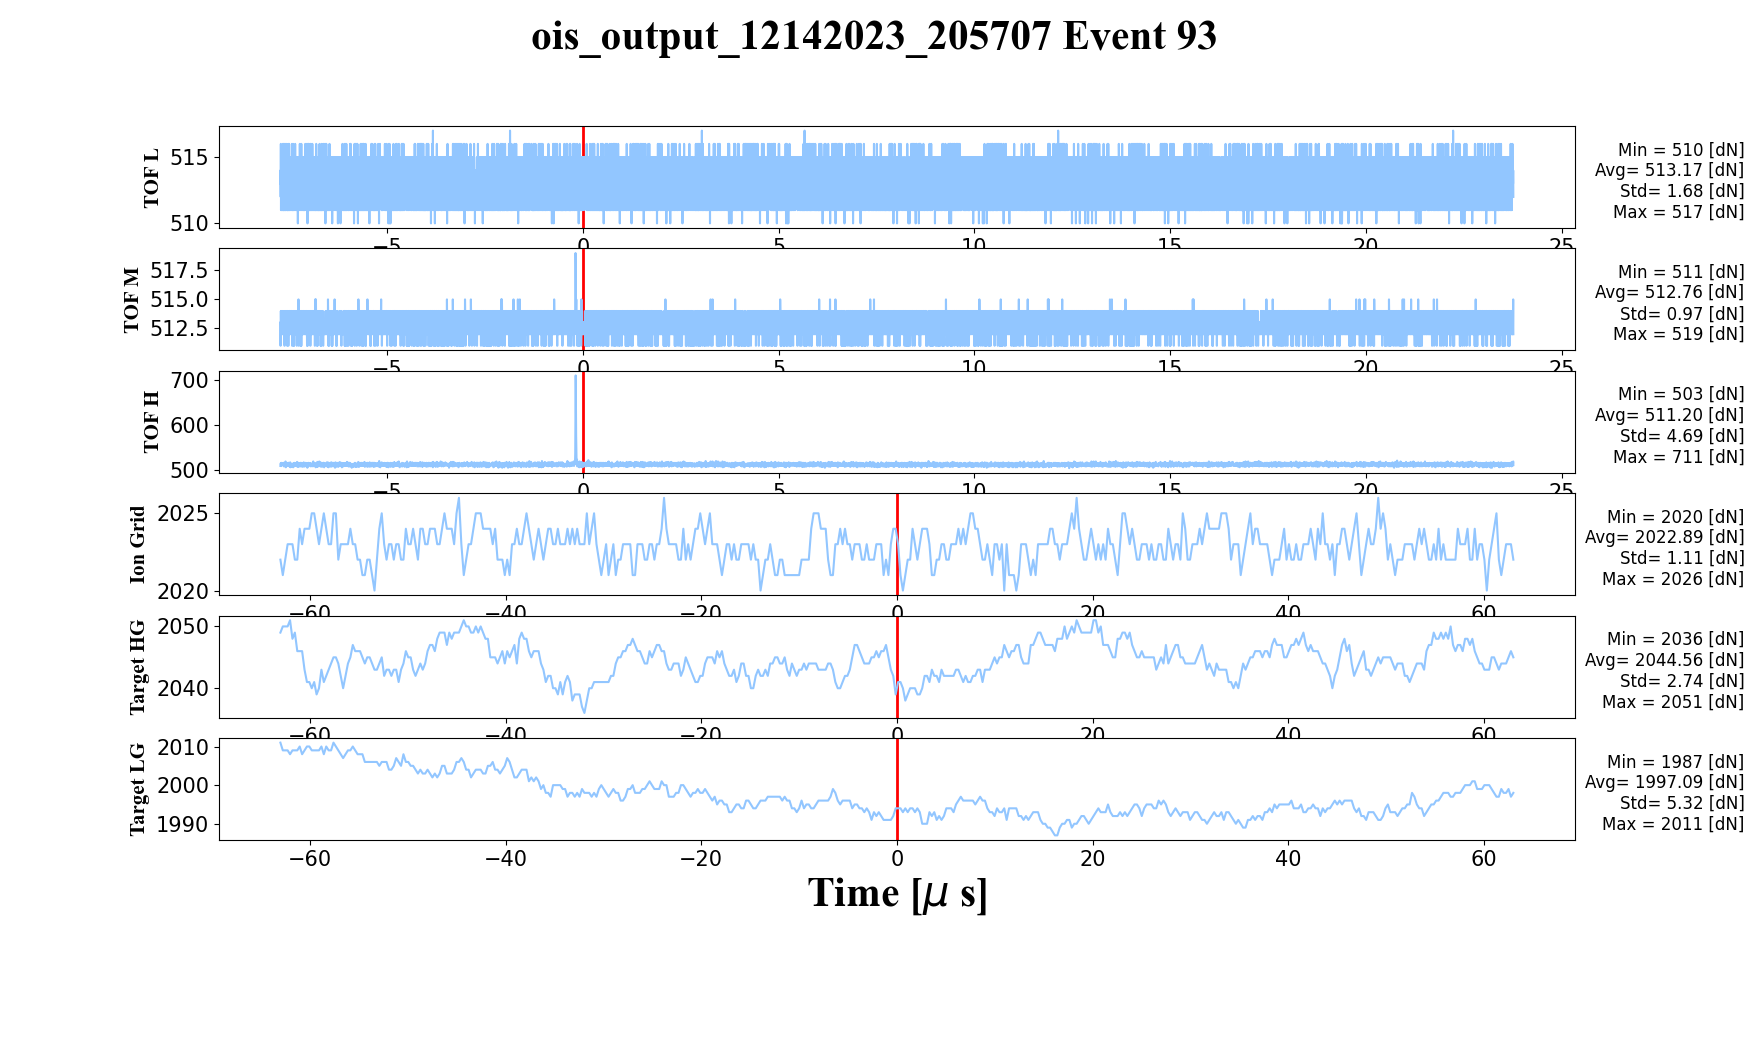 ois_output_12142023_205707 Event 93
TOF L
515
510
−5 0 5 10 15 20 25
Min = 510 [dN]
Avg= 513.17 [dN]
Std= 1.68 [dN]
Max = 517 [dN]
TOF M
517.5
515.0
512.5
−5 0 5 10 15 20 25
Min = 511 [dN]
Avg= 512.76 [dN]
Std= 0.97 [dN]
Max = 519 [dN]
TOF H
700
600
500
−5 0 5 10 15 20 25
Min = 503 [dN]
Avg= 511.20 [dN]
Std= 4.69 [dN]
Max = 711 [dN]
Ion Grid
2025
2020
−60 −40 −20 0 20 40 60
Min = 2020 [dN]
Avg= 2022.89 [dN]
Std= 1.11 [dN]
Max = 2026 [dN]
Target HG
2050
2040
−60 −40 −20 0 20 40 60
Min = 2036 [dN]
Avg= 2044.56 [dN]
Std= 2.74 [dN]
Max = 2051 [dN]
Target LG
2010
2000
1990
−60 −40 −20 0 20 40 60
Min = 1987 [dN]
Avg= 1997.09 [dN]
Std= 5.32 [dN]
Max = 2011 [dN]
Time [μ s]